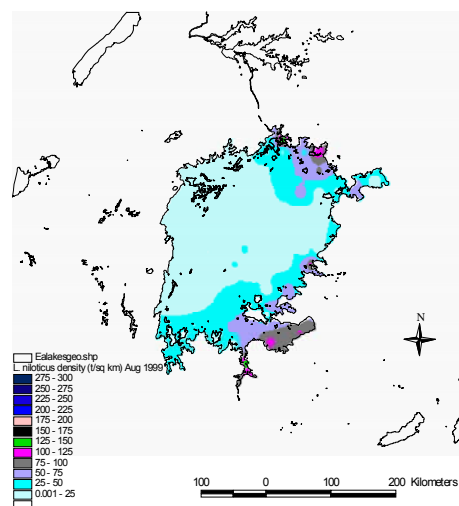 N
Ealakesgeo.shp
L. niloticus density (t/sq km) Aug 1999
275 - 300
250 - 275
225 - 250
200 - 225
175 - 200
150 - 175
125 - 150
100 - 125
75 - 100
50 - 75
25 - 50
0.001 - 25
100 0 100 200 Kilometers